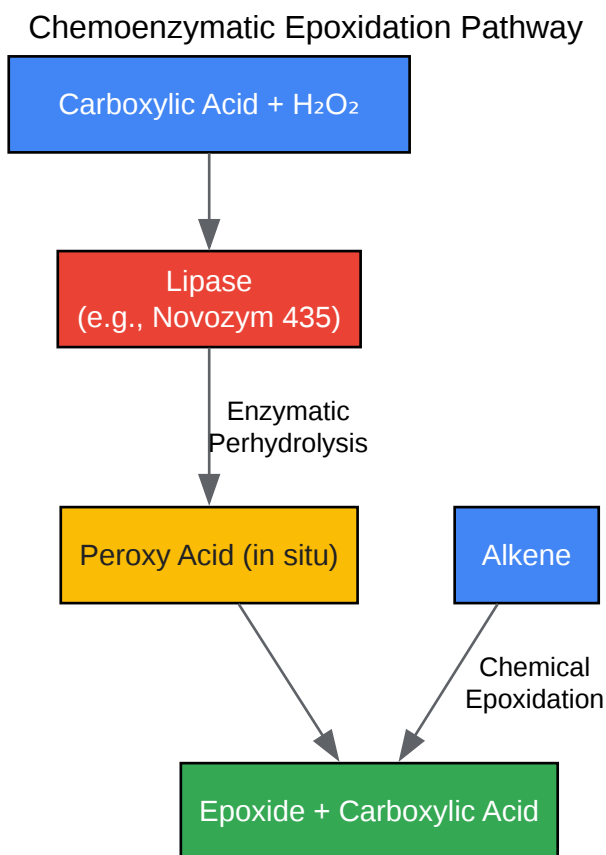 Chemoenzymatic Epoxidation Pathway
Carboxylic Acid + H₂O₂
Lipase
(e.g., Novozym 435)
Enzymatic
Perhydrolysis
Peroxy Acid (in situ)
Alkene
Chemical
Epoxidation
Epoxide + Carboxylic Acid